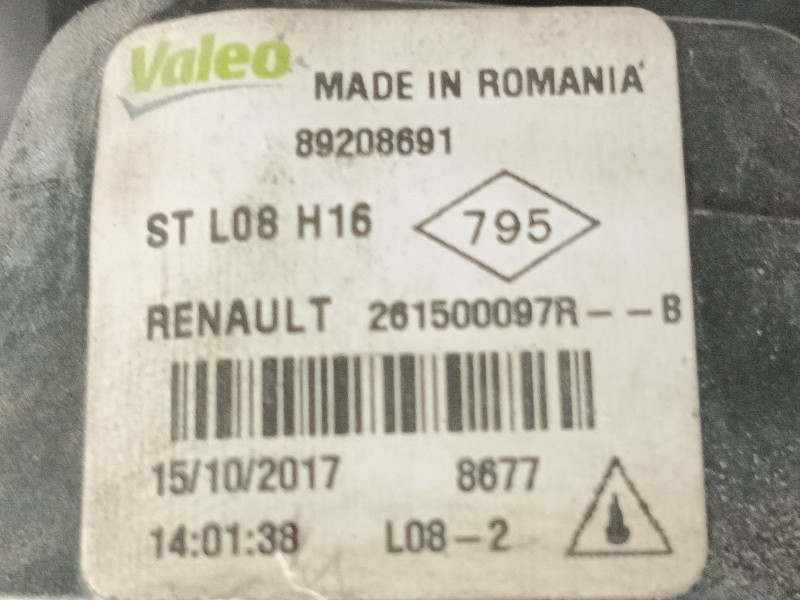 Valeo MADE IN ROMANIA
89208691
ST L08 H16 795
RENAULT 261500097R--B
15/10/2017 8677
14:01:38 L08-2